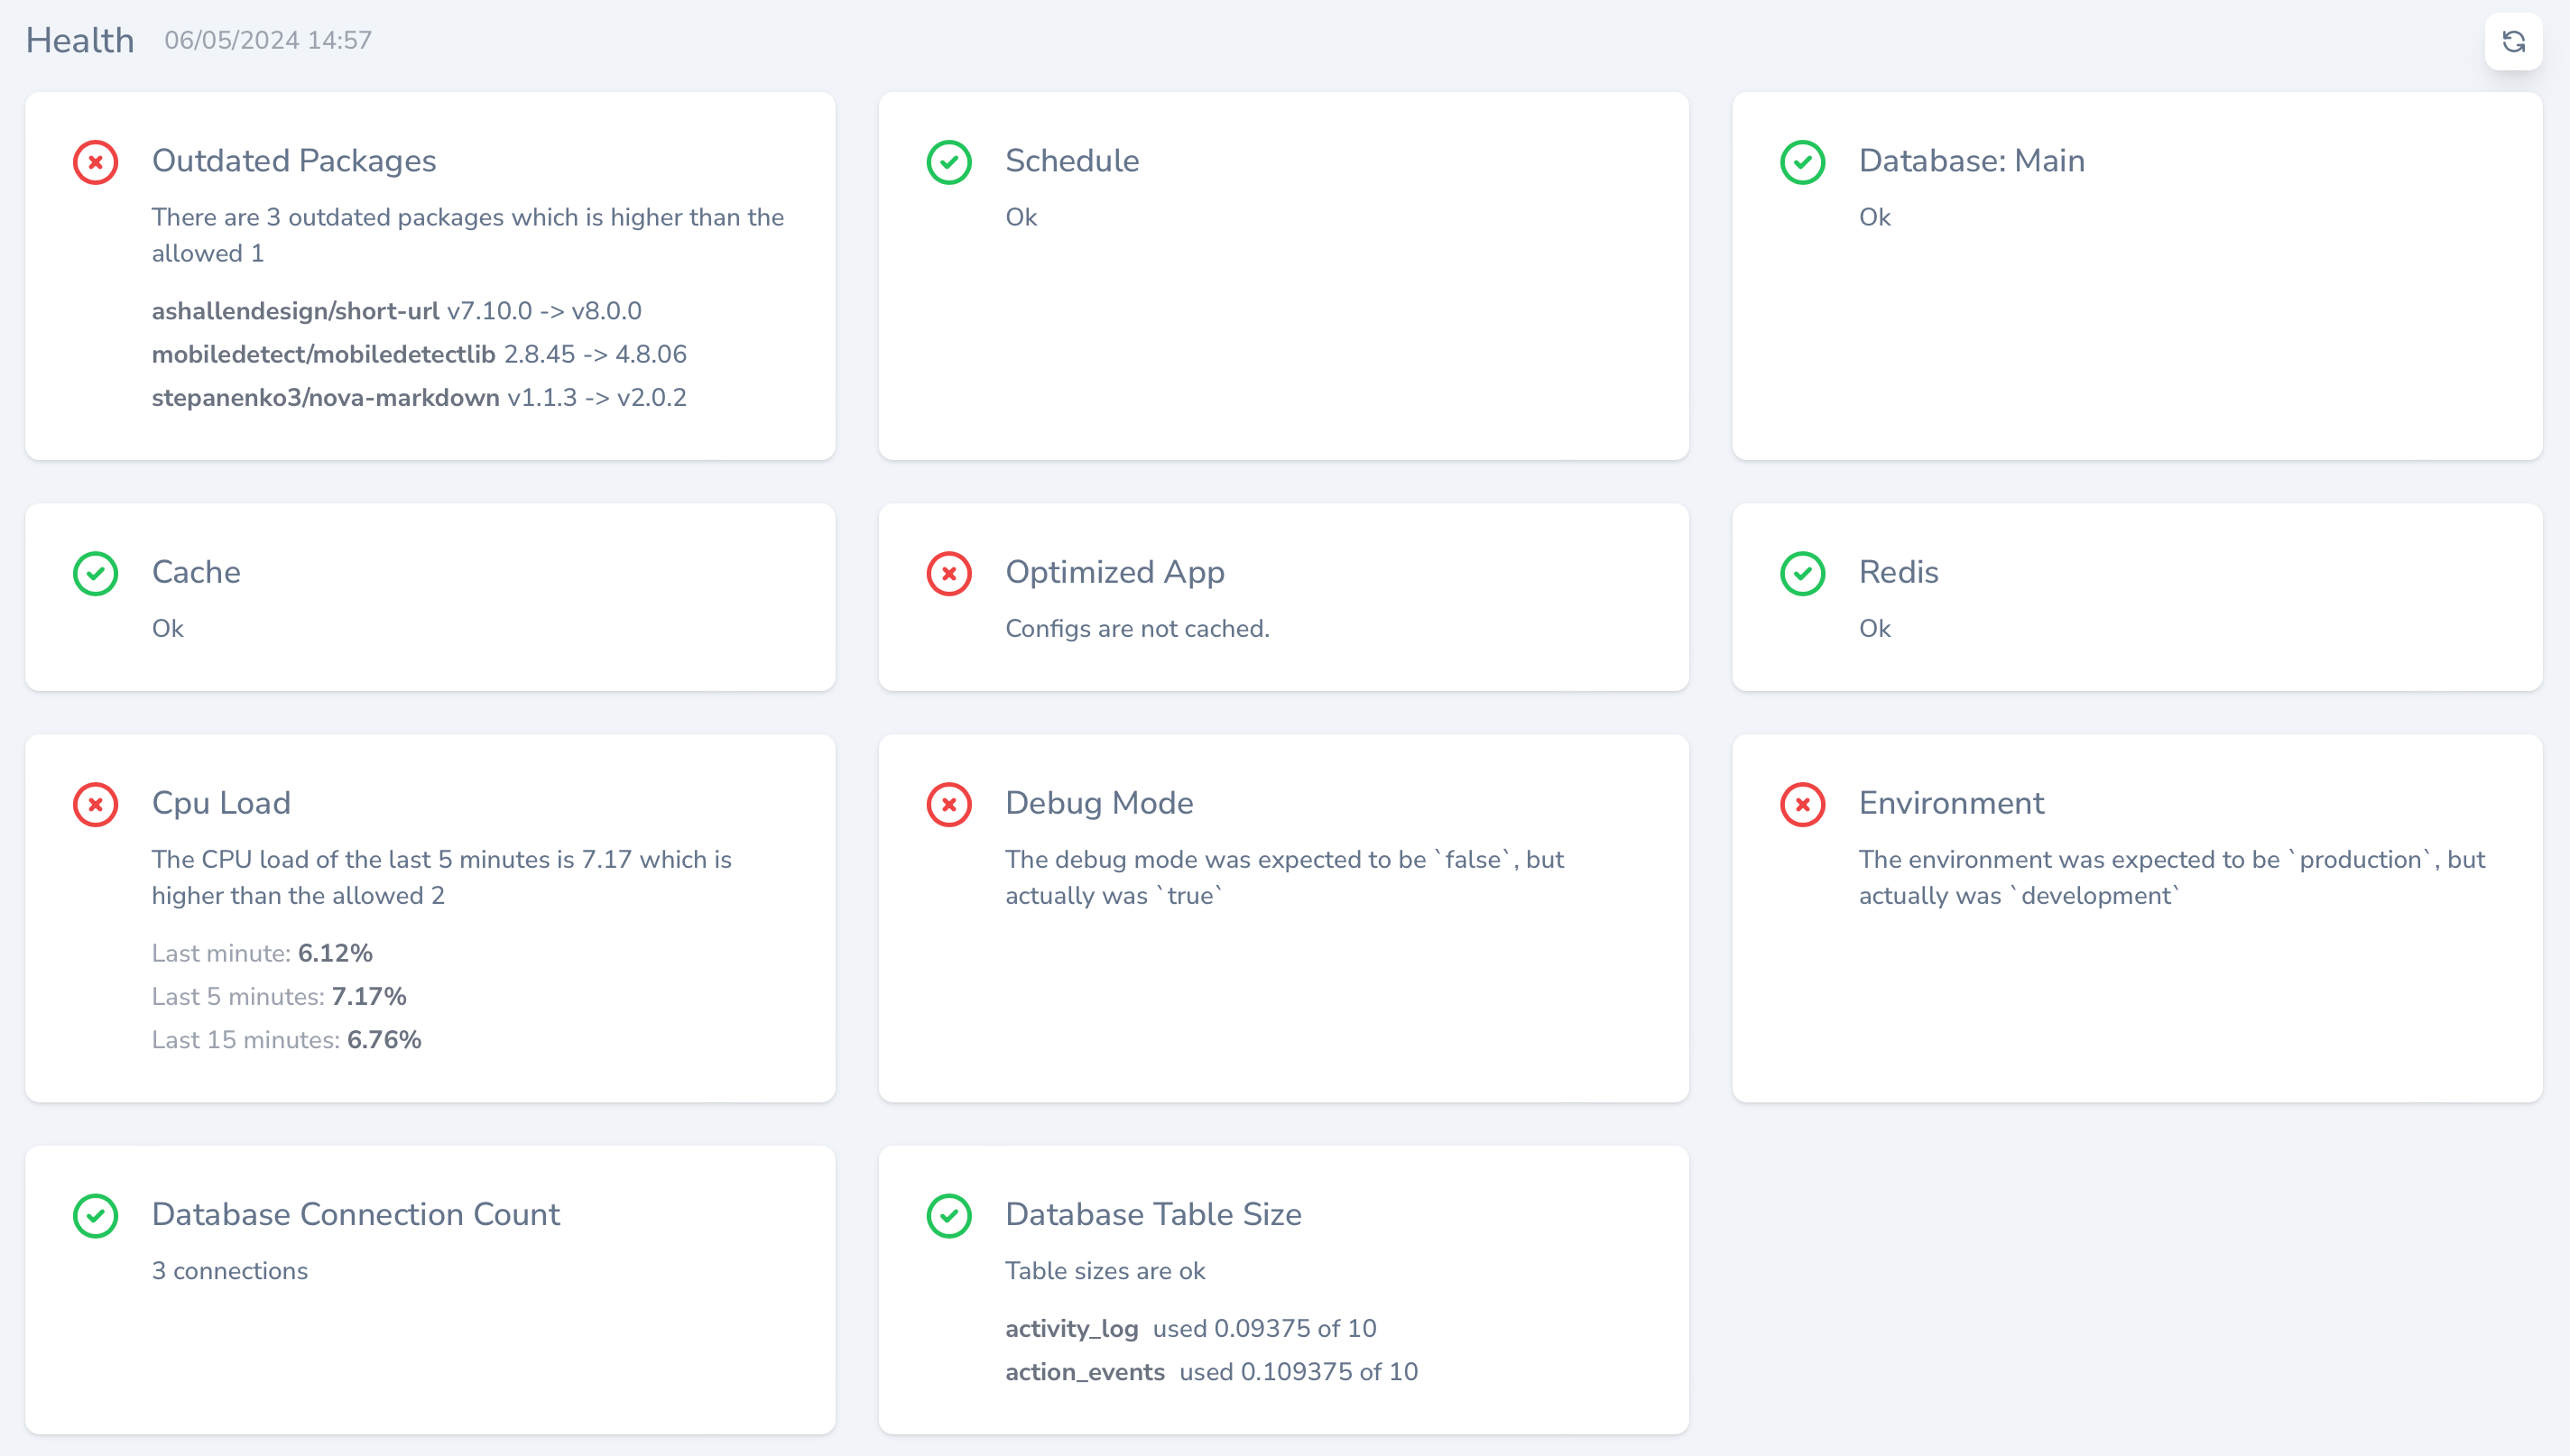 Health 06/05/2024 14:57
Outdated Packages
There are 3 outdated packages which is higher than the
allowed 1
ashallendesign/short-url v7.10.0 -> v8.0.0
mobiledetect/mobiledetectlib 2.8.45 -> 4.8.06
stepanenko3/nova-markdown v1.1.3 -> v2.0.2
Schedule
Ok
Database: Main
Ok
Cache
Ok
Optimized App
Configs are not cached.
Redis
Ok
Cpu Load
The CPU load of the last 5 minutes is 7.17 which is
higher than the allowed 2
Last minute: 6.12%
Last 5 minutes: 7.17%
Last 15 minutes: 6.76%
Debug Mode
The debug mode was expected to be `false`, but
actually was `true`
Environment
The environment was expected to be `production`, but
actually was `development`
Database Connection Count
3 connections
Database Table Size
Table sizes are ok
activity_log used 0.09375 of 10
action_events used 0.109375 of 10